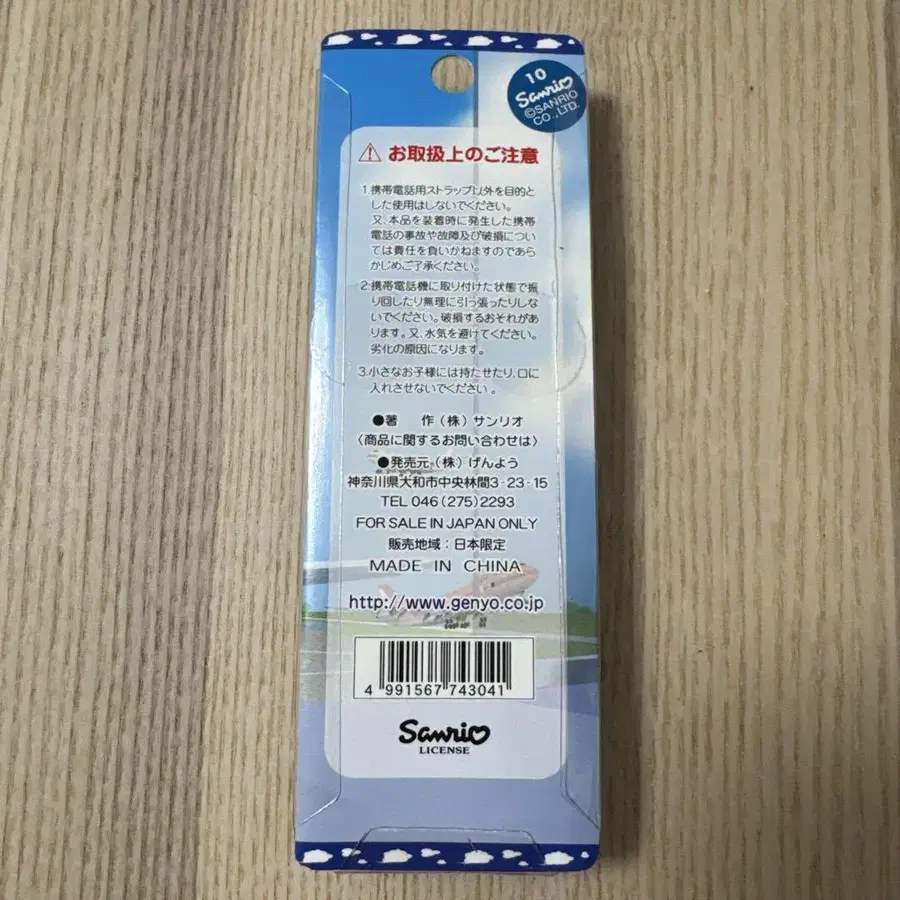 10
Sanrio
©SANRIO
CO.,LTD.
⚠ お取扱上のご注意
1.携帯電話用ストラップ以外を目的と
した使用はしないでください。
又、本品を装着時に発生した携帯
電話の事故や故障及び破損につい
ては責任を負いかねますのであら
かじめご了承ください。
2.携帯電話機に取り付けた状態で振
り回したり無理に引っ張ったりしな
いでください。破損するおそれがあ
ります。又、水気を避けてください。
劣化の原因になります。
3.小さなお子様には持たせたり、口に
入れさせないでください。
●著 作(株)サンリオ
〈商品に関するお問い合わせは〉
●発売元(株)げんよう
神奈川県大和市中央林間3-23-15
TEL 046(275)2293
FOR SALE IN JAPAN ONLY
販売地域:日本限定
MADE IN CHINA
http://www.genyo.co.jp
4 991567 743041
Sanrio
LICENSE